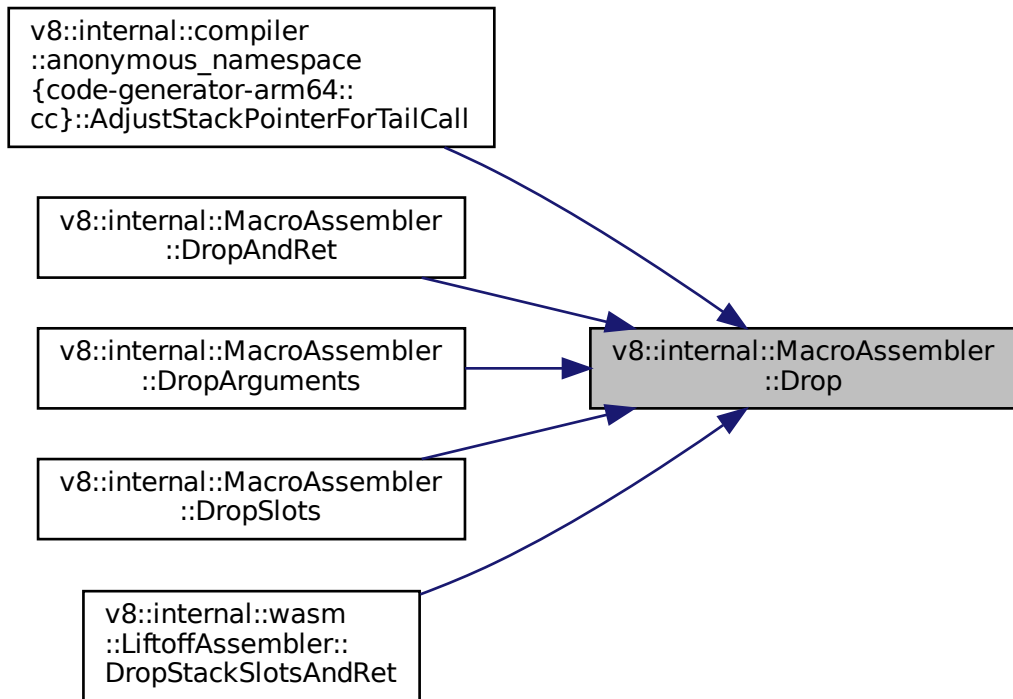 v8::internal::compiler
::anonymous_namespace
{code-generator-arm64::
cc}::AdjustStackPointerForTailCall
v8::internal::MacroAssembler
::DropAndRet
v8::internal::MacroAssembler
::DropArguments
v8::internal::MacroAssembler
::Drop
v8::internal::MacroAssembler
::DropSlots
v8::internal::wasm
::LiftoffAssembler::
DropStackSlotsAndRet